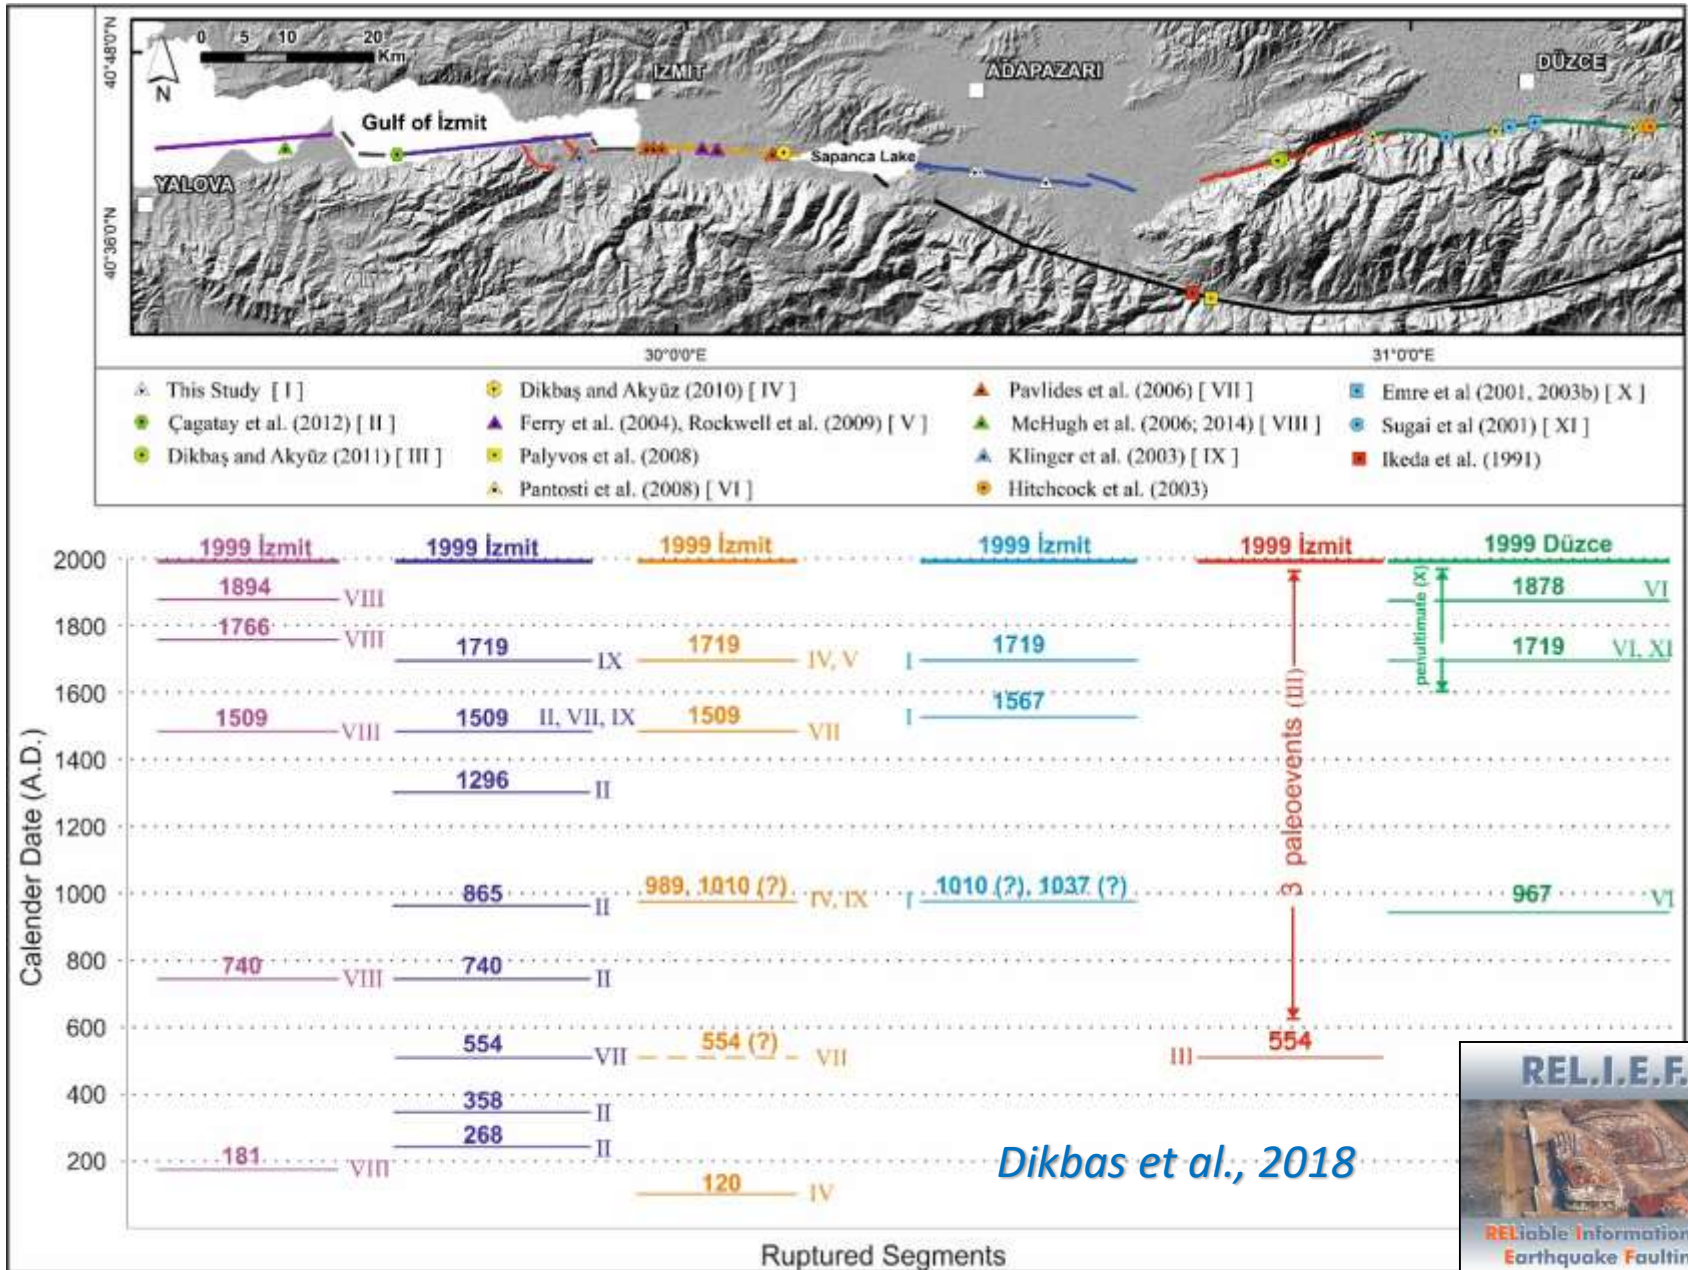 40°48'0"N
0 5 10 20
Km
N
IZMIT
ADAPAZARI
DÜZCE
Gulf of İzmit
Sapanca Lake
YALOVA
40°36'0"N
30°0'0"E
31°0'0"E
This Study [ I ]
Çagatay et al. (2012) [ II ]
Dikbaş and Akyüz (2011) [ III ]
Dikbaş and Akyüz (2010) [ IV ]
Ferry et al. (2004), Rockwell et al. (2009) [ V ]
Palyvos et al. (2008)
Pantosti et al. (2008) [ VI ]
Pavlides et al. (2006) [ VII ]
McHugh et al. (2006; 2014) [ VIII ]
Klinger et al. (2003) [ IX ]
Hitchcock et al. (2003)
Emre et al (2001, 2003b) [ X ]
Sugai et al (2001) [ XI ]
Ikeda et al. (1991)
Calender Date (A.D.)
2000
1800
1600
1400
1200
1000
800
600
400
200
1999 İzmit
1894 VIII
1766 VIII
1509 VIII
740 VIII
181 VIII
1999 İzmit
1719 IX
1509 II, VII, IX
1296 II
865 II
740 II
554 VII
358 II
268 II
1999 İzmit
1719 IV, V
1509 VII
989, 1010 (?) IV, IX
554 (?) VII
120 IV
1999 İzmit
I 1719
I 1567
I 1010 (?), 1037 (?)
1999 İzmit
3 paleoevents (III)
III 554
1999 Düzce
penultimate (X)
1878 VI
1719 VI, XI
967 VI
Dikbas et al., 2018
Ruptured Segments
REL.I.E.F.
RELiable Information
Earthquake Faultin